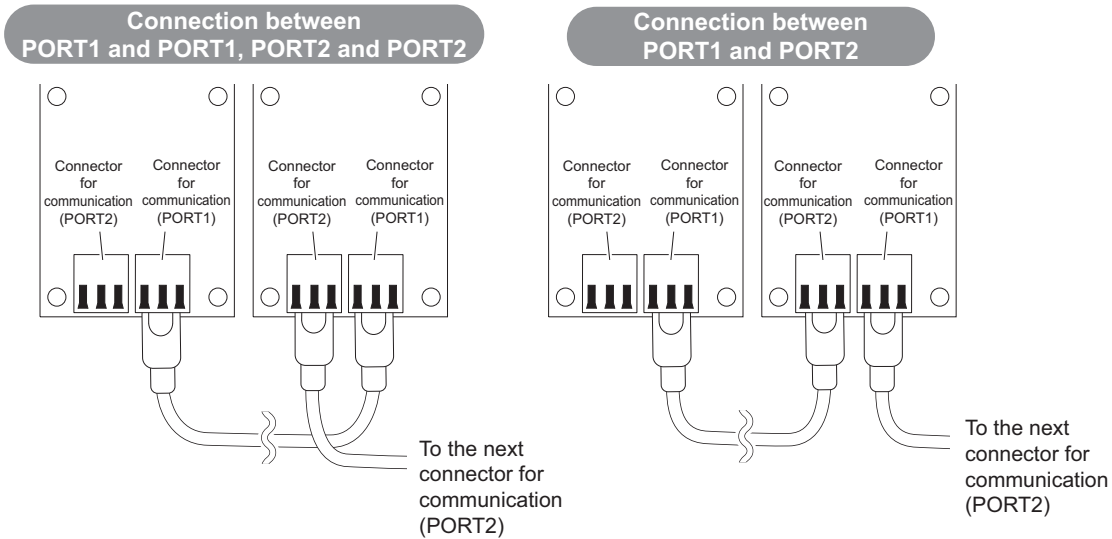 Connection between
PORT1 and PORT1, PORT2 and PORT2
Connector
for
communication
(PORT2)
Connector
for
communication
(PORT1)
Connector
for
communication
(PORT2)
Connector
for
communication
(PORT1)
To the next
connector for
communication
(PORT2)
Connection between
PORT1 and PORT2
Connector
for
communication
(PORT2)
Connector
for
communication
(PORT1)
Connector
for
communication
(PORT2)
Connector
for
communication
(PORT1)
To the next
connector for
communication
(PORT2)